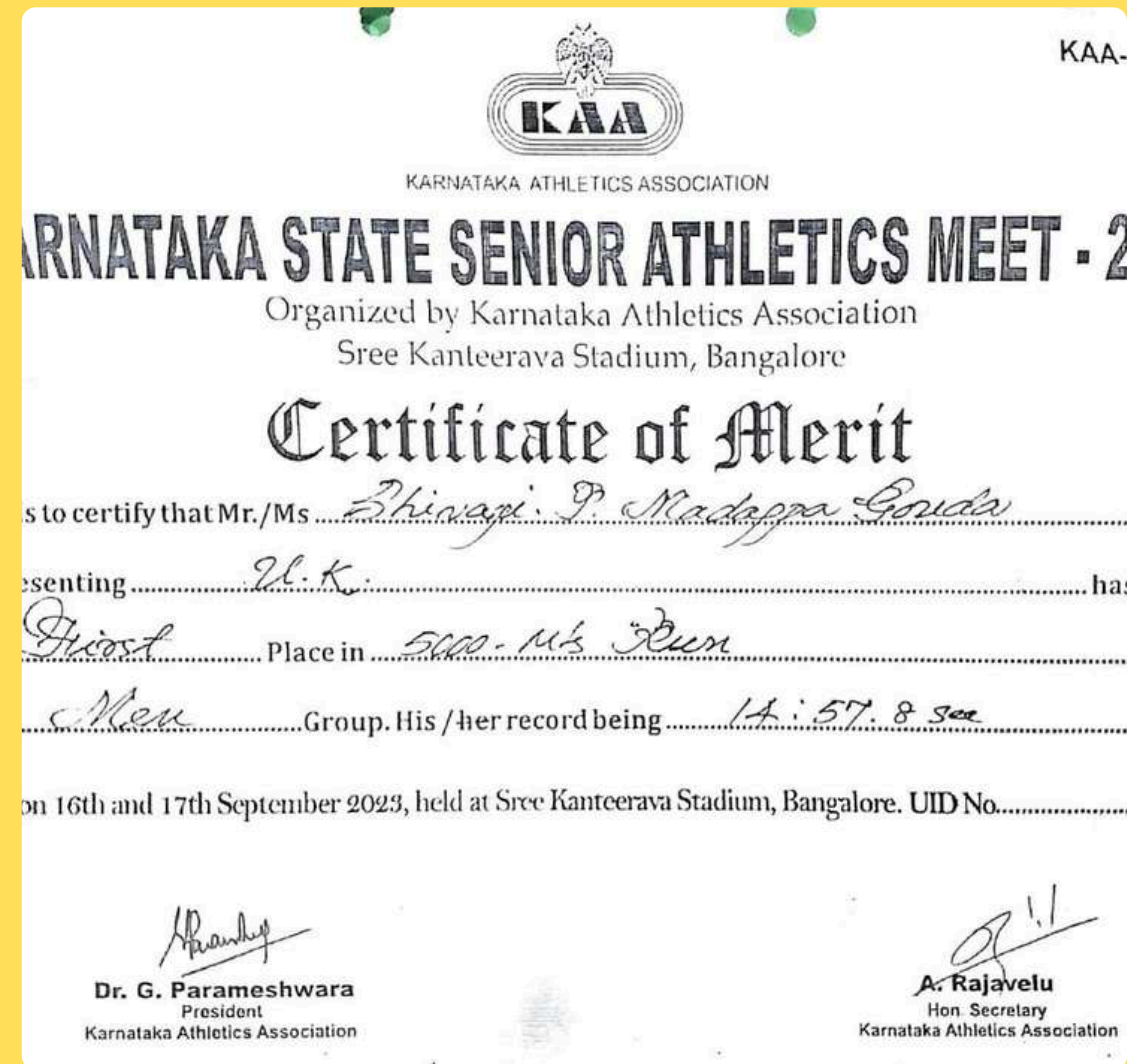 KAA-
KAA
KARNATAKA ATHLETICS ASSOCIATION
ARNATAKA STATE SENIOR ATHLETICS MEET - 2
Organized by Karnataka Athletics Association
Sree Kanteerava Stadium, Bangalore
Certificate of Merit
s to certify that Mr./Ms ..... Shivaji. P. Madappa Gouda .....
esenting ..... U.K. ..... has
First ..... Place in ..... 5000 - Mts Run .....
..... Men ..... Group. His / her record being ..... 14 : 57. 8 sec .....
on 16th and 17th September 2023, held at Sree Kanteerava Stadium, Bangalore. UID No. .....
Dr. G. Parameshwara
President
Karnataka Athletics Association
A. Rajavelu
Hon. Secretary
Karnataka Athletics Association